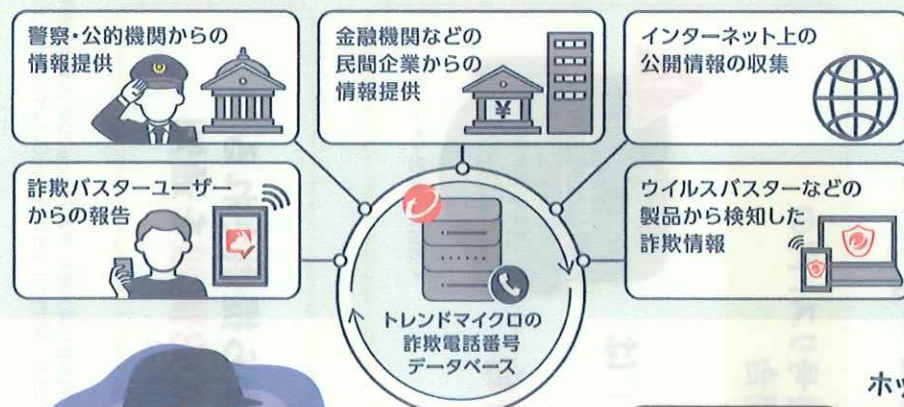 警察・公的機関からの
情報提供
金融機関などの
民間企業からの
情報提供
¥
インターネット上の
公開情報の収集
詐欺バスターユーザー
からの報告
ウイルスバスターなどの
製品から検知した
詐欺情報
トレンドマイクロの
詐欺電話番号
データベース
ホッ